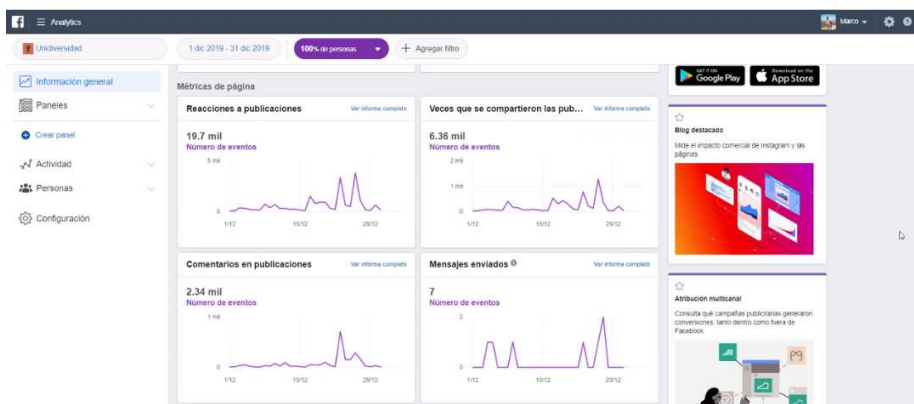 Analytics
Marco
Unidiversidad
1 dic 2019 - 31 dic 2019
100% de personas
Agregar filtro
Información general
Paneles
Crear panel
Actividad
Personas
Configuración
Métricas de página
Reacciones a publicaciones
Ver informe completo
19.7 mil
Número de eventos
5 mil
0
1/12
15/12
29/12
Veces que se compartieron las pub...
Ver informe completo
6.36 mil
Número de eventos
2 mil
1 mil
0
1/12
15/12
29/12
Comentarios en publicaciones
Ver informe completo
2.34 mil
Número de eventos
1 mil
0
1/12
15/12
29/12
Mensajes enviados
Ver informe completo
7
Número de eventos
2
0
1/12
15/12
29/12
GET IT ON
Google Play
Download on the
App Store
Blog destacado
Mide el impacto comercial de Instagram y las
páginas
Atribución multicanal
Consulta qué campañas publicitarias generaron
conversiones, tanto dentro como fuera de
Facebook.